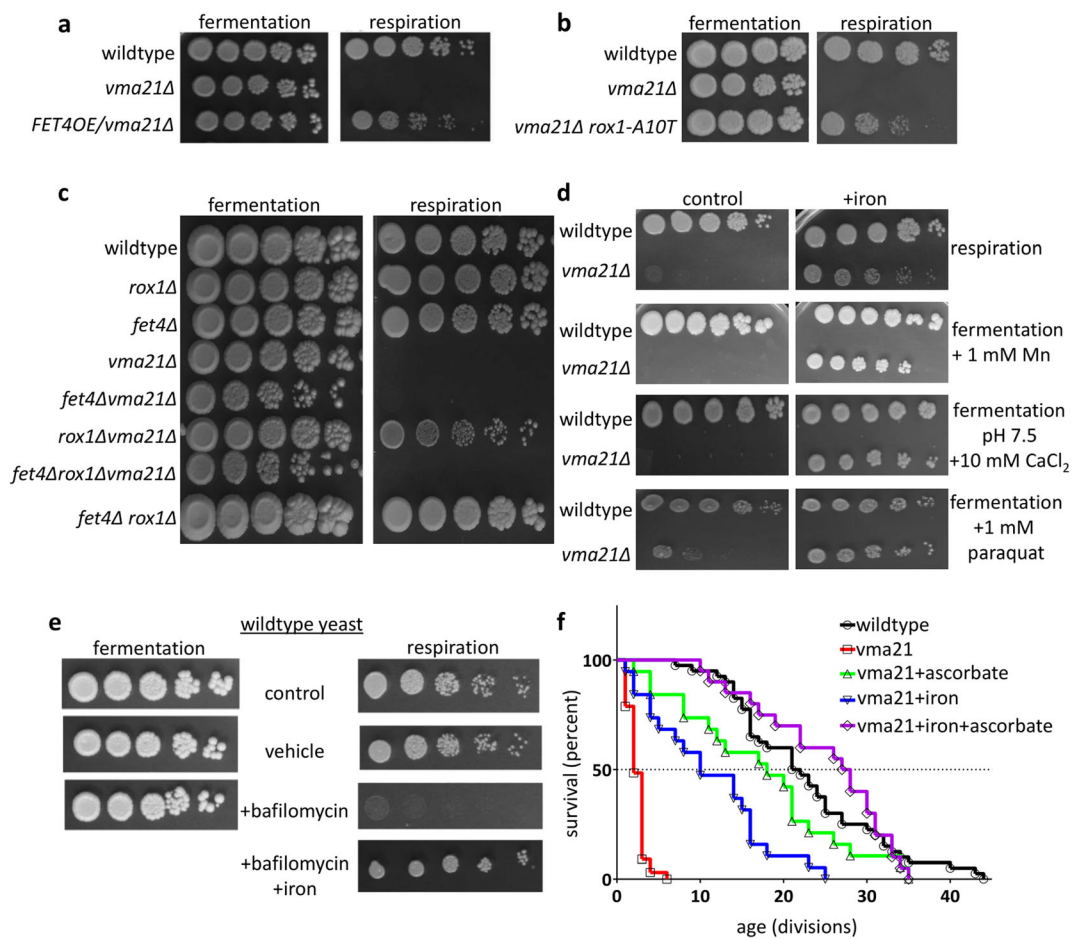 a
fermentation respiration
wildtype
vma21Δ
FET4OE/vma21Δ
b
fermentation respiration
wildtype
vma21Δ
vma21Δ rox1-A10T
c
fermentation respiration
wildtype
rox1Δ
fet4Δ
vma21Δ
fet4Δvma21Δ
rox1Δvma21Δ
fet4Δrox1Δvma21Δ
fet4Δ rox1Δ
d
control +iron
wildtype
vma21Δ
respiration
wildtype
vma21Δ
fermentation
+ 1 mM Mn
wildtype
vma21Δ
fermentation
pH 7.5
+10 mM CaCl₂
wildtype
vma21Δ
fermentation
+1 mM
paraquat
e
wildtype yeast
fermentation respiration
control
vehicle
+bafilomycin
+bafilomycin
+iron
f
wildtype
vma21
vma21+ascorbate
vma21+iron
vma21+iron+ascorbate
survival (percent)
100
50
0
0 10 20 30 40
age (divisions)